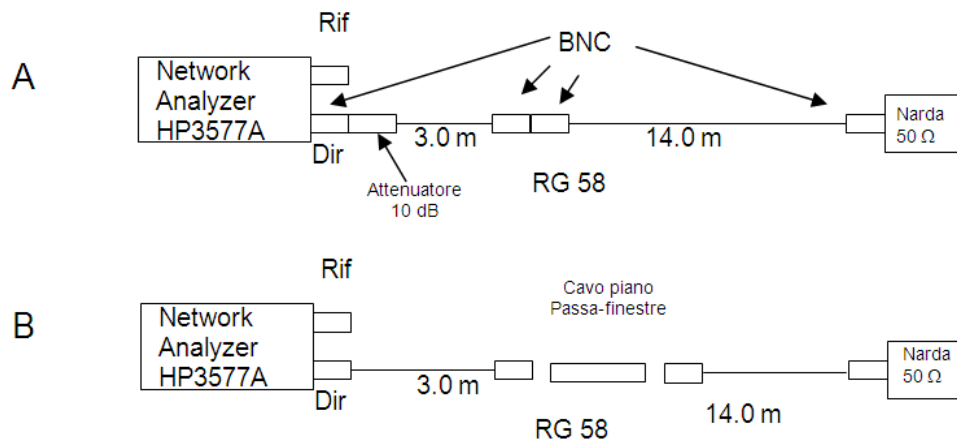 Rif
BNC
A
Network
Analyzer
HP3577A
Narda
50 Ω
3.0 m
14.0 m
Dir
Attenuatore
10 dB
RG 58
Rif
Cavo piano
Passa-finestre
B
Network
Analyzer
HP3577A
Narda
50 Ω
3.0 m
14.0 m
Dir
RG 58